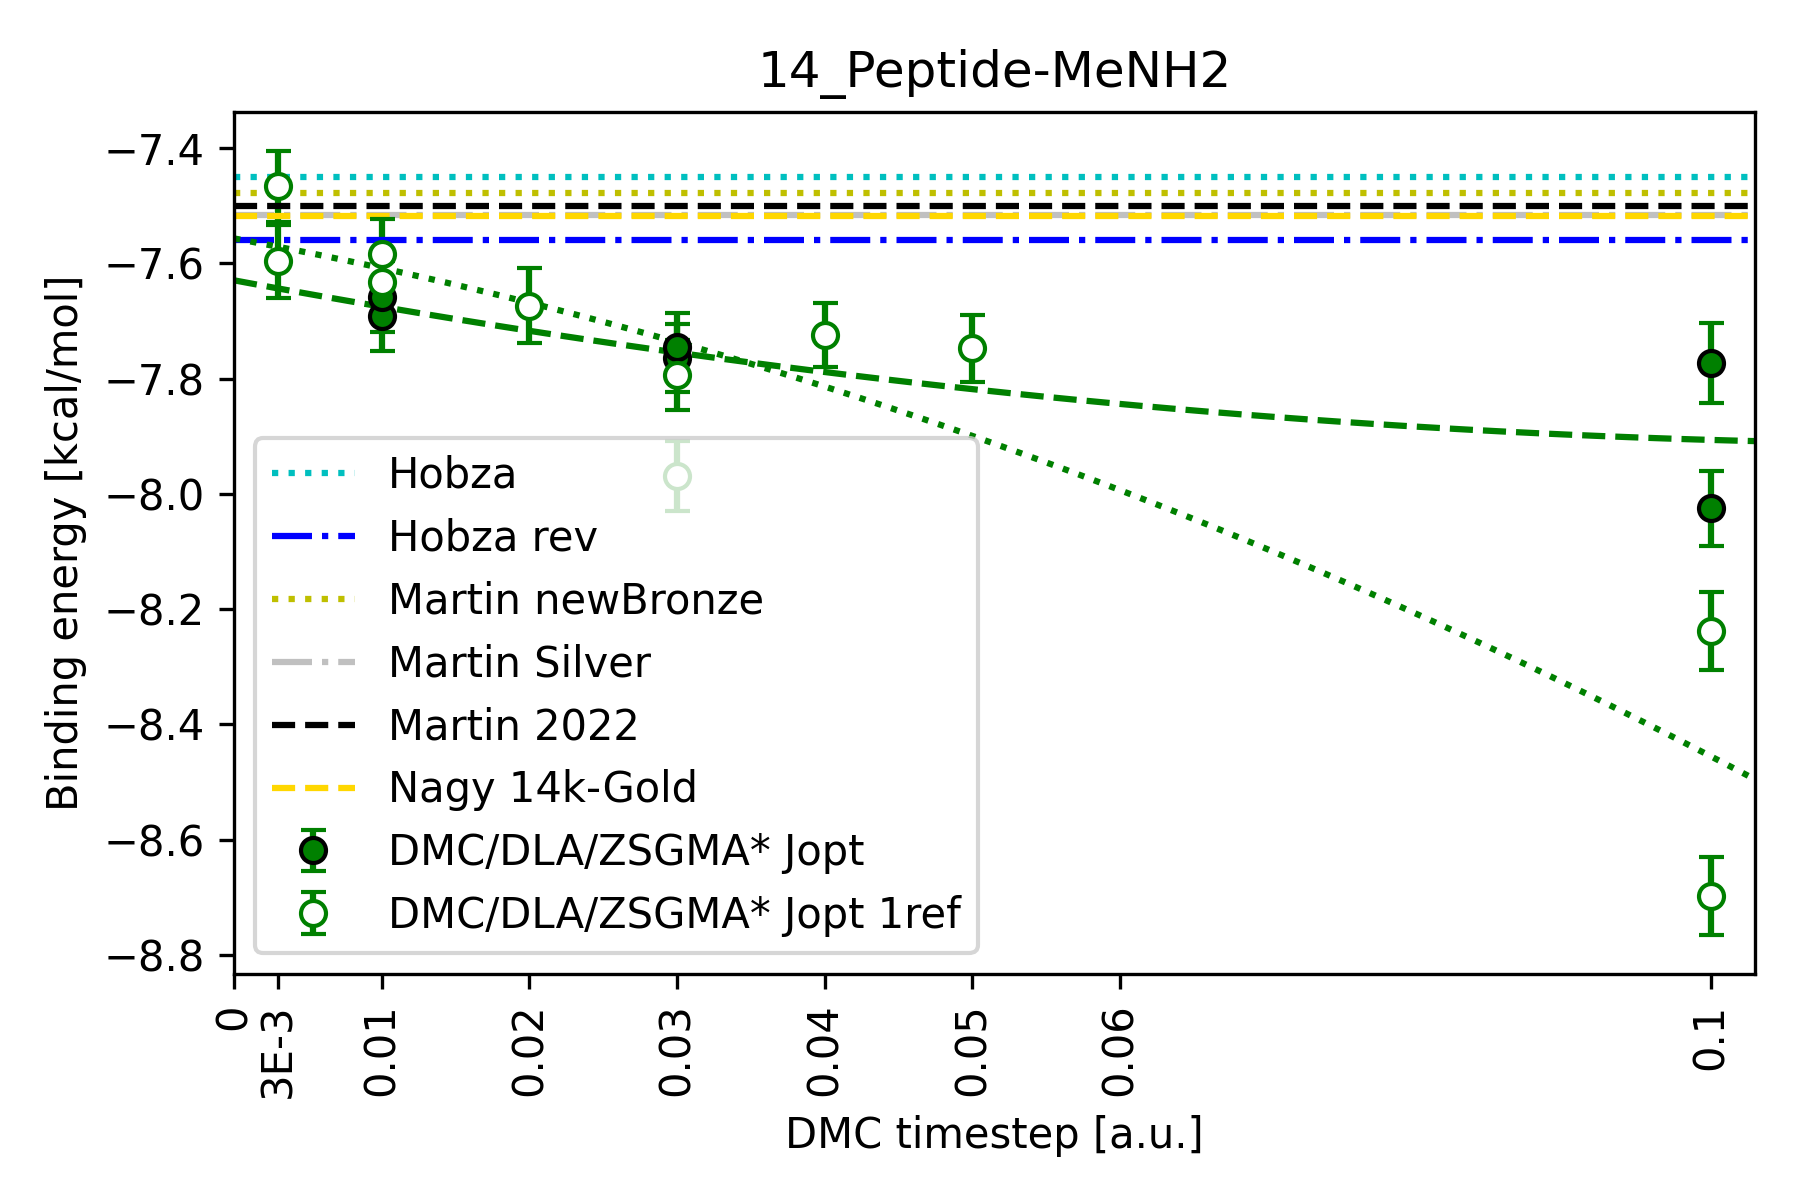 14_Peptide-MeNH2
Binding energy [kcal/mol]
−7.4
−7.6
−7.8
−8.0
−8.2
−8.4
−8.6
−8.8
Hobza
Hobza rev
Martin newBronze
Martin Silver
Martin 2022
Nagy 14k-Gold
DMC/DLA/ZSGMA* Jopt
DMC/DLA/ZSGMA* Jopt 1ref
0
3E-3
0.01
0.02
0.03
0.04
0.05
0.06
0.1
DMC timestep [a.u.]